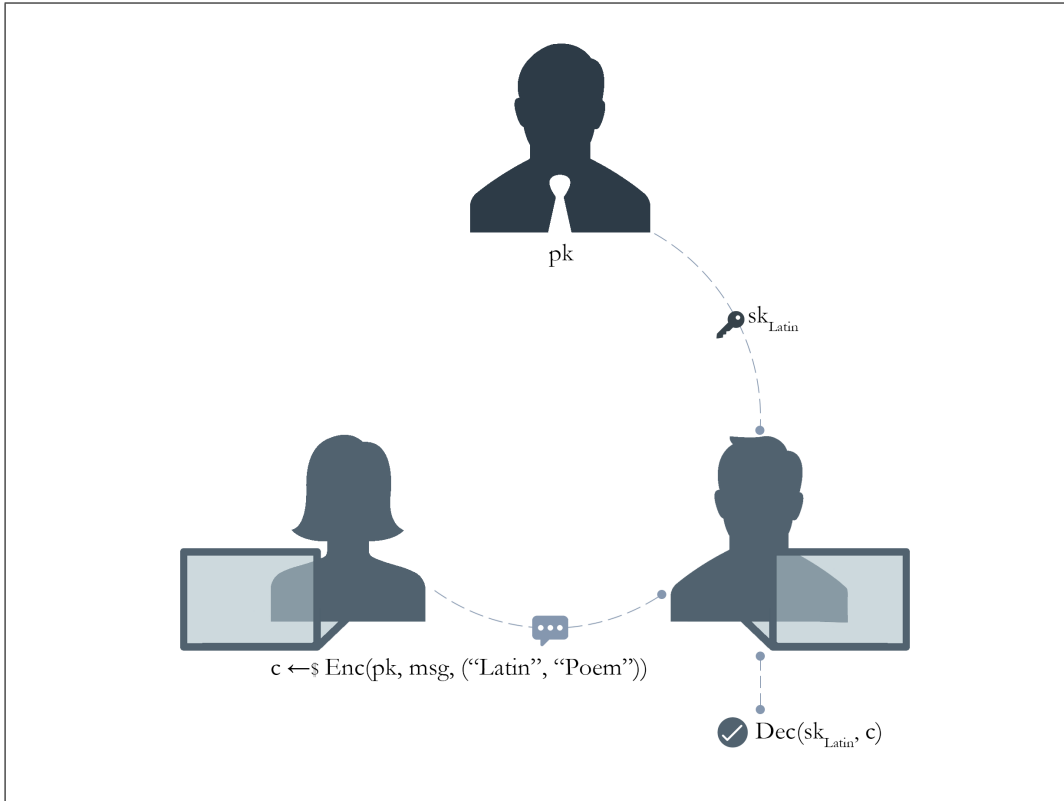 pk
sk_Latin
c ←$ Enc(pk, msg, (“Latin”, “Poem”))
Dec(sk_Latin, c)